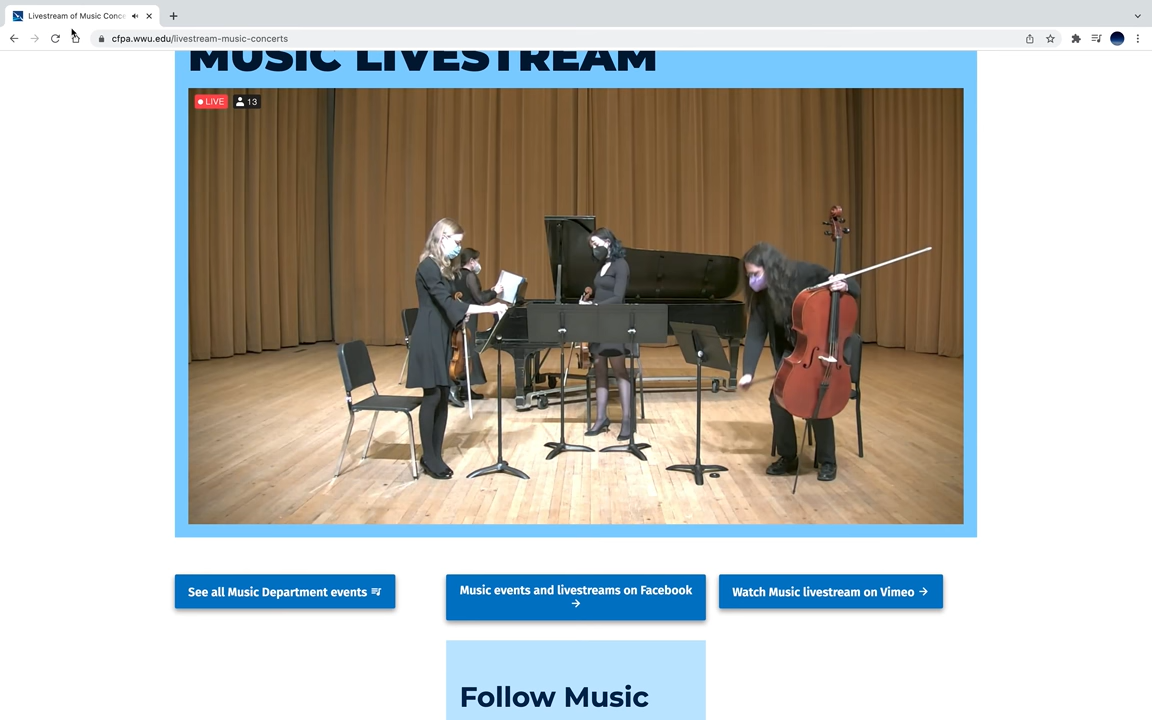 Livestream of Music Conc
cfpa.wwu.edu/livestream-music-concerts
MUSIC LIVESTREAM
LIVE 13
See all Music Department events
Music events and livestreams on Facebook
Watch Music livestream on Vimeo
Follow Music